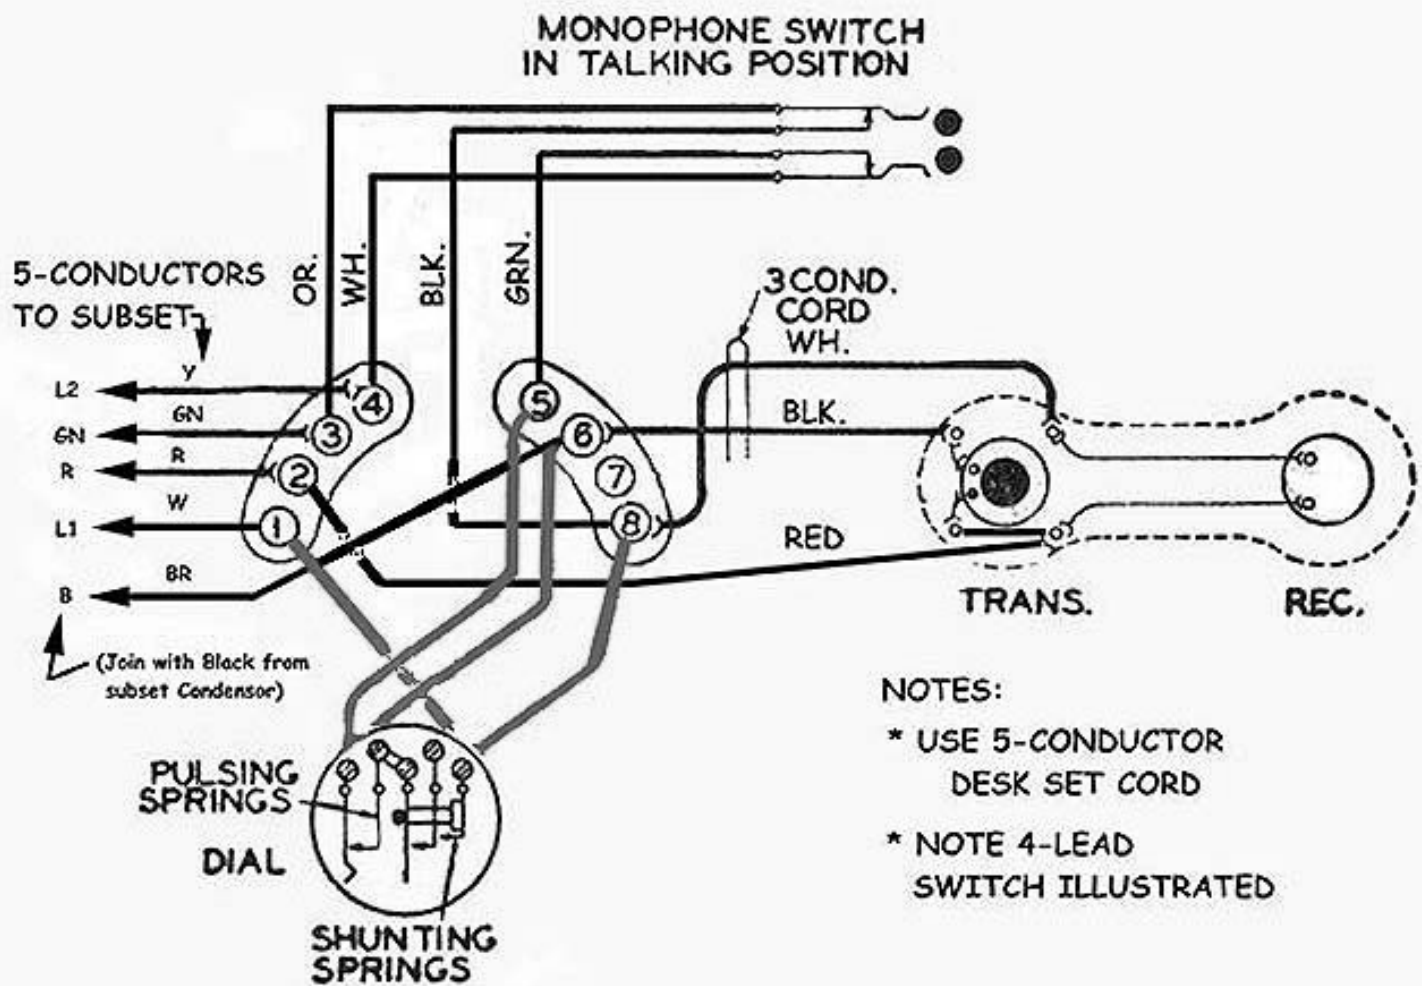 MONOPHONE SWITCH
IN TALKING POSITION
5-CONDUCTORS
TO SUBSET
OR.
WH.
BLK.
GRN.
3 COND.
CORD
WH.
BLK.
RED
L2
Y
GN
GN
R
R
L1
W
B
BR
4
3
2
1
5
6
7
8
(Join with Black from
subset Condensor)
TRANS.
REC.
PULSING
SPRINGS
DIAL
SHUNTING
SPRINGS
NOTES:
* USE 5-CONDUCTOR
DESK SET CORD
* NOTE 4-LEAD
SWITCH ILLUSTRATED